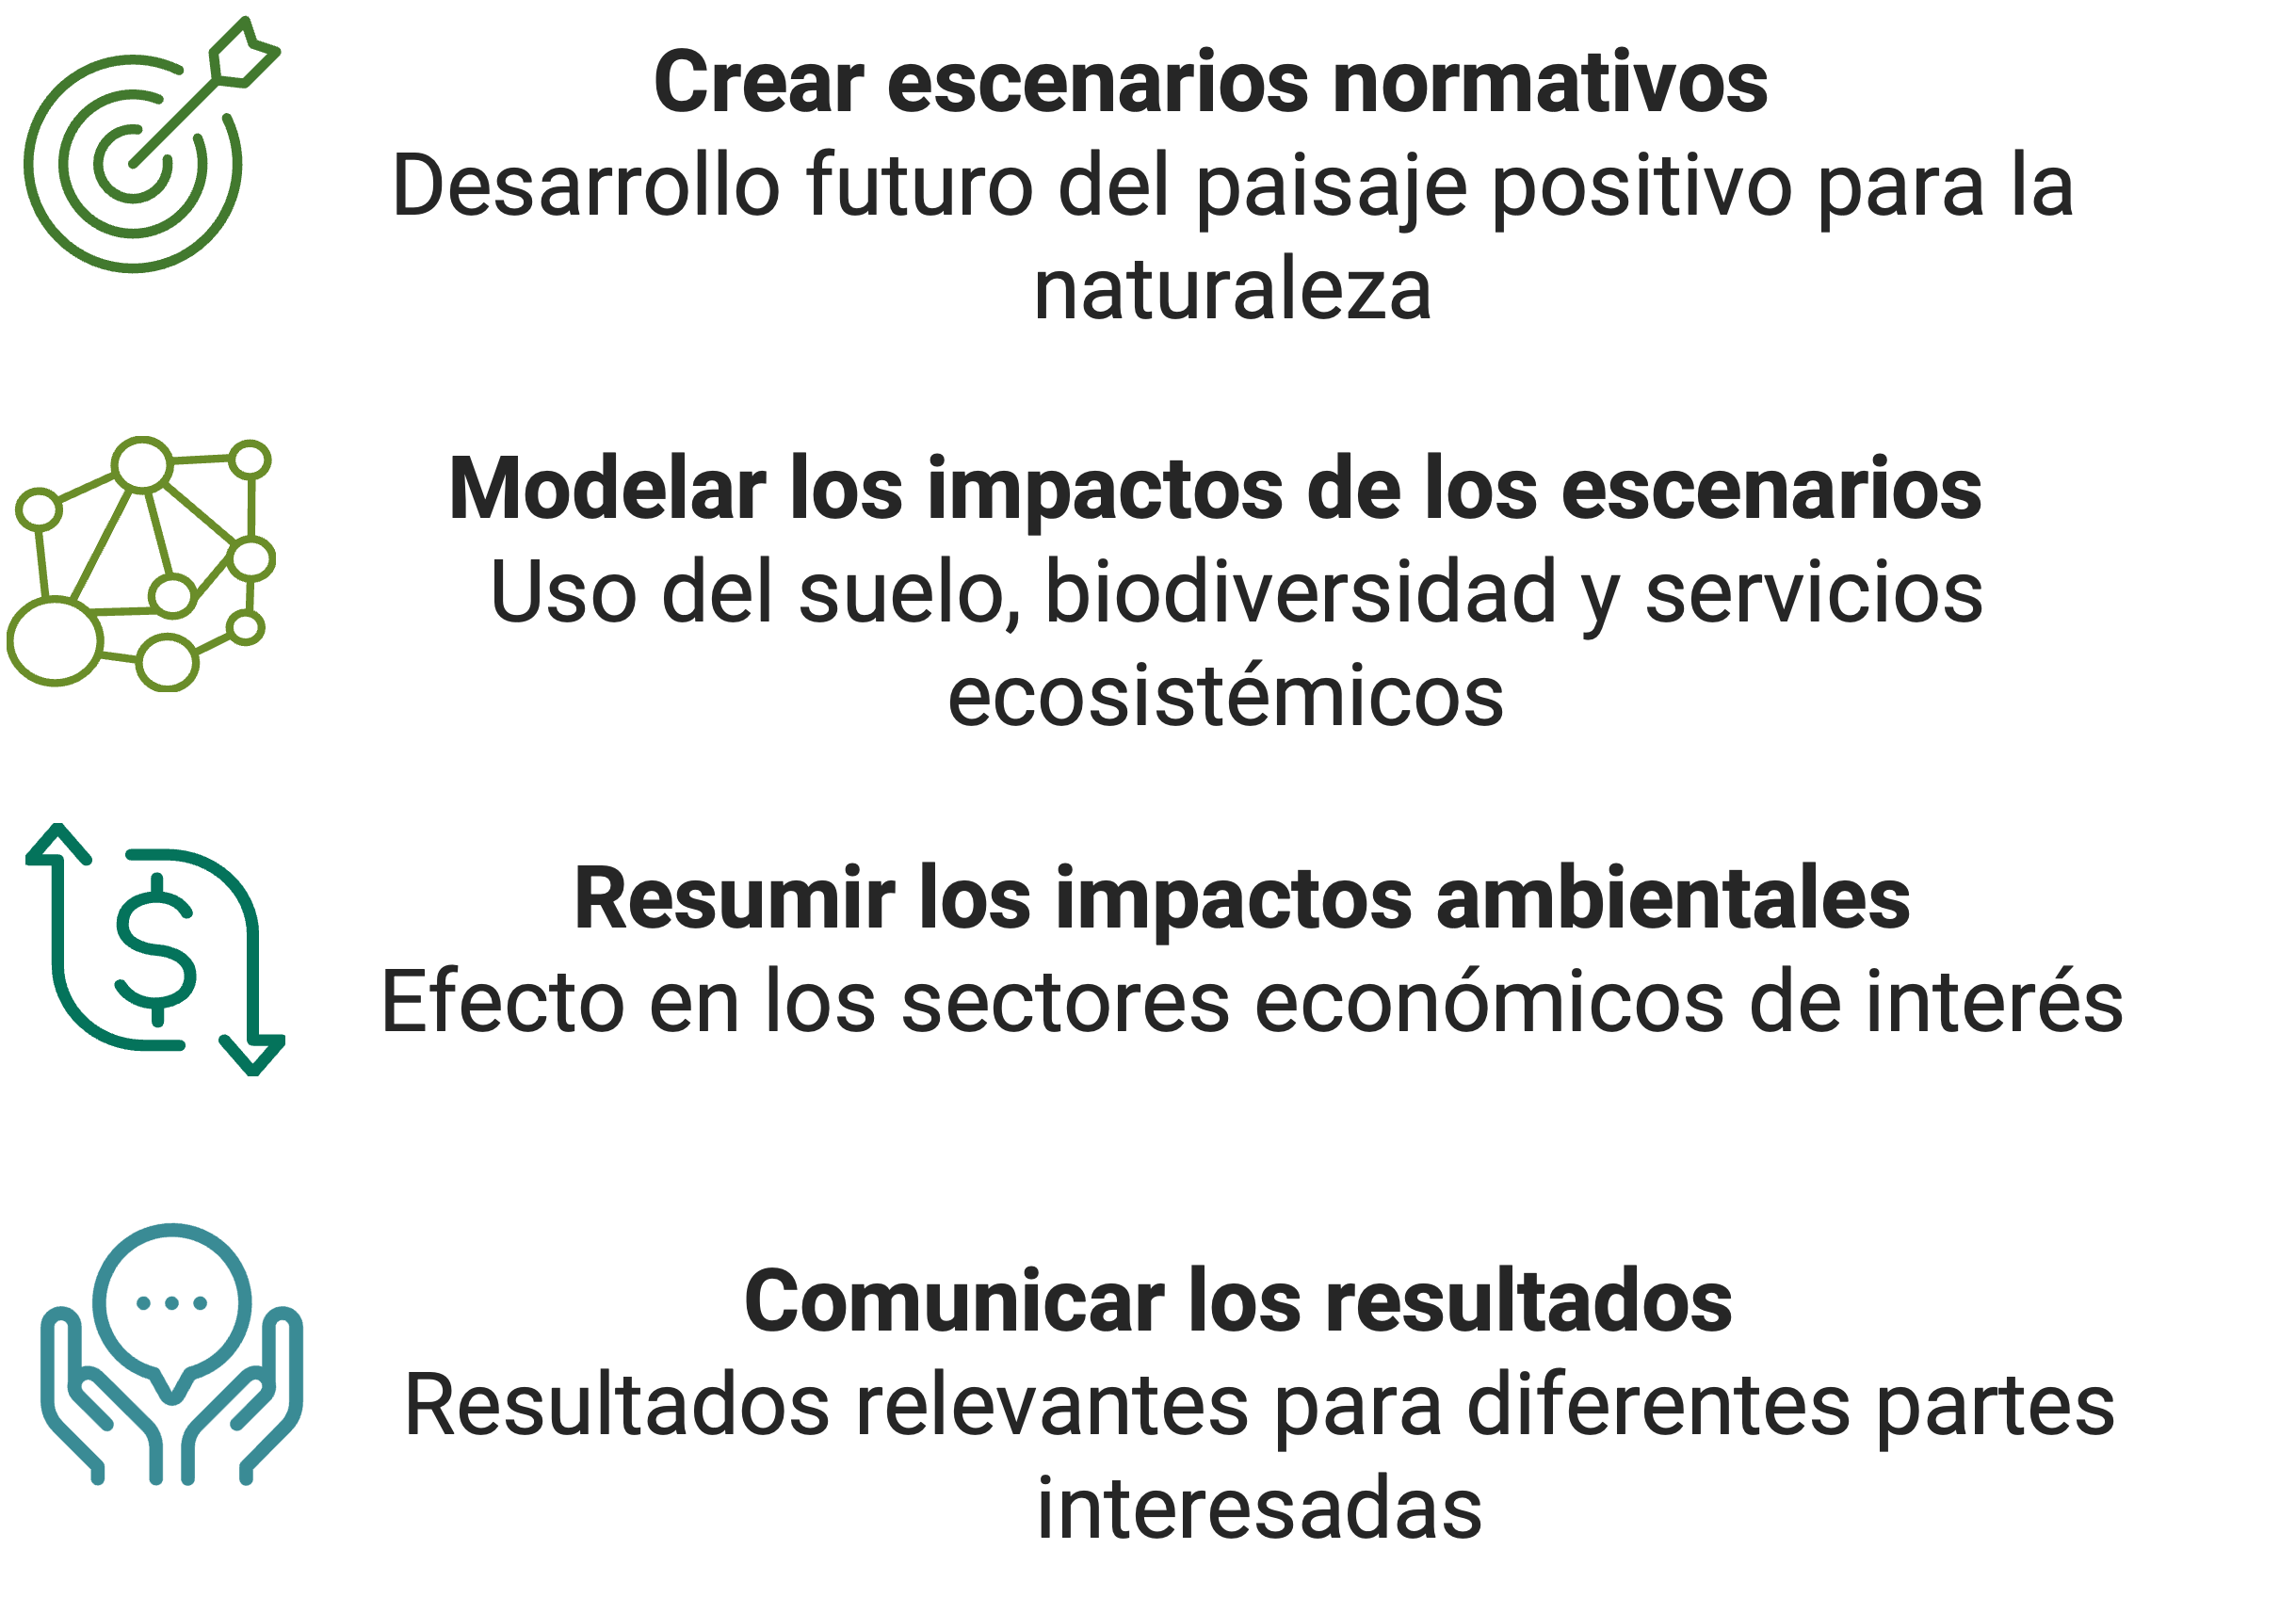 Crear escenarios normativos
Desarrollo futuro del paisaje positivo para la
naturaleza
Modelar los impactos de los escenarios
Uso del suelo, biodiversidad y servicios
ecosistémicos
Resumir los impactos ambientales
Efecto en los sectores económicos de interés
Comunicar los resultados
Resultados relevantes para diferentes partes
interesadas